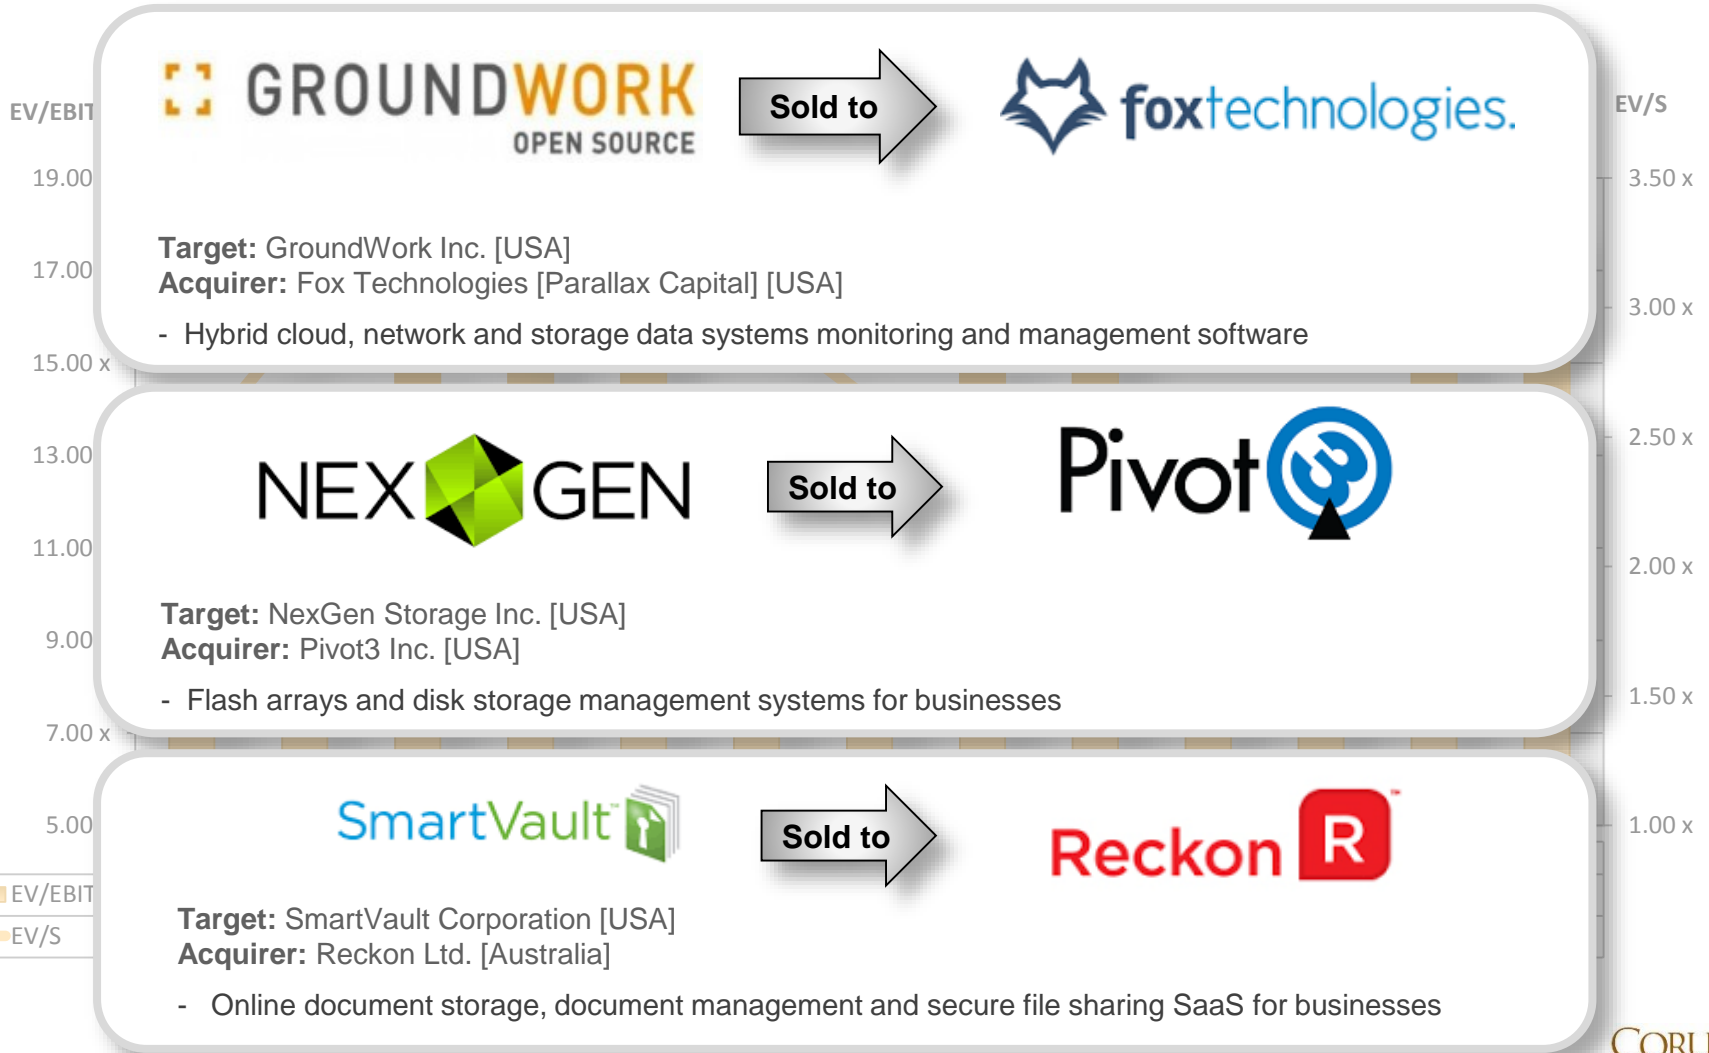 GROUNDWORK
OPEN SOURCE
Sold to
foxtechnologies.
Target: GroundWork Inc. [USA]
Acquirer: Fox Technologies [Parallax Capital] [USA]
- Hybrid cloud, network and storage data systems monitoring and management software
NEXGEN
Sold to
Pivot3
Target: NexGen Storage Inc. [USA]
Acquirer: Pivot3 Inc. [USA]
- Flash arrays and disk storage management systems for businesses
SmartVault™
Sold to
Reckon R™
Target: SmartVault Corporation [USA]
Acquirer: Reckon Ltd. [Australia]
- Online document storage, document management and secure file sharing SaaS for businesses
EV/EBIT
19.00
17.00
15.00 x
13.00
11.00
9.00
7.00 x
5.00
EV/EBIT
EV/S
EV/S
3.50 x
3.00 x
2.50 x
2.00 x
1.50 x
1.00 x